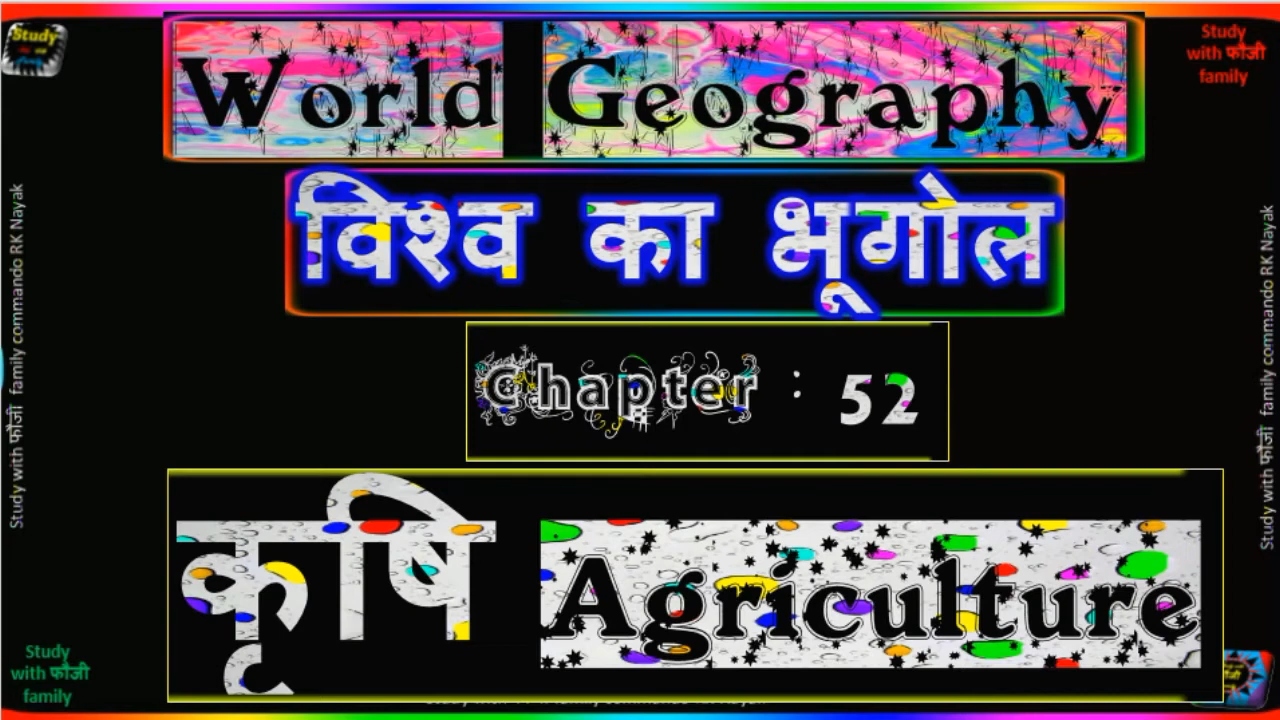 Study
World Geography
Study
with फौजी
family
विश्व का भूगोल
Study with फौजी family commando RK Nayak
Study with फौजी family commando RK Nayak
Chapter : 52
कृषि Agriculture
Study
with फौजी
family